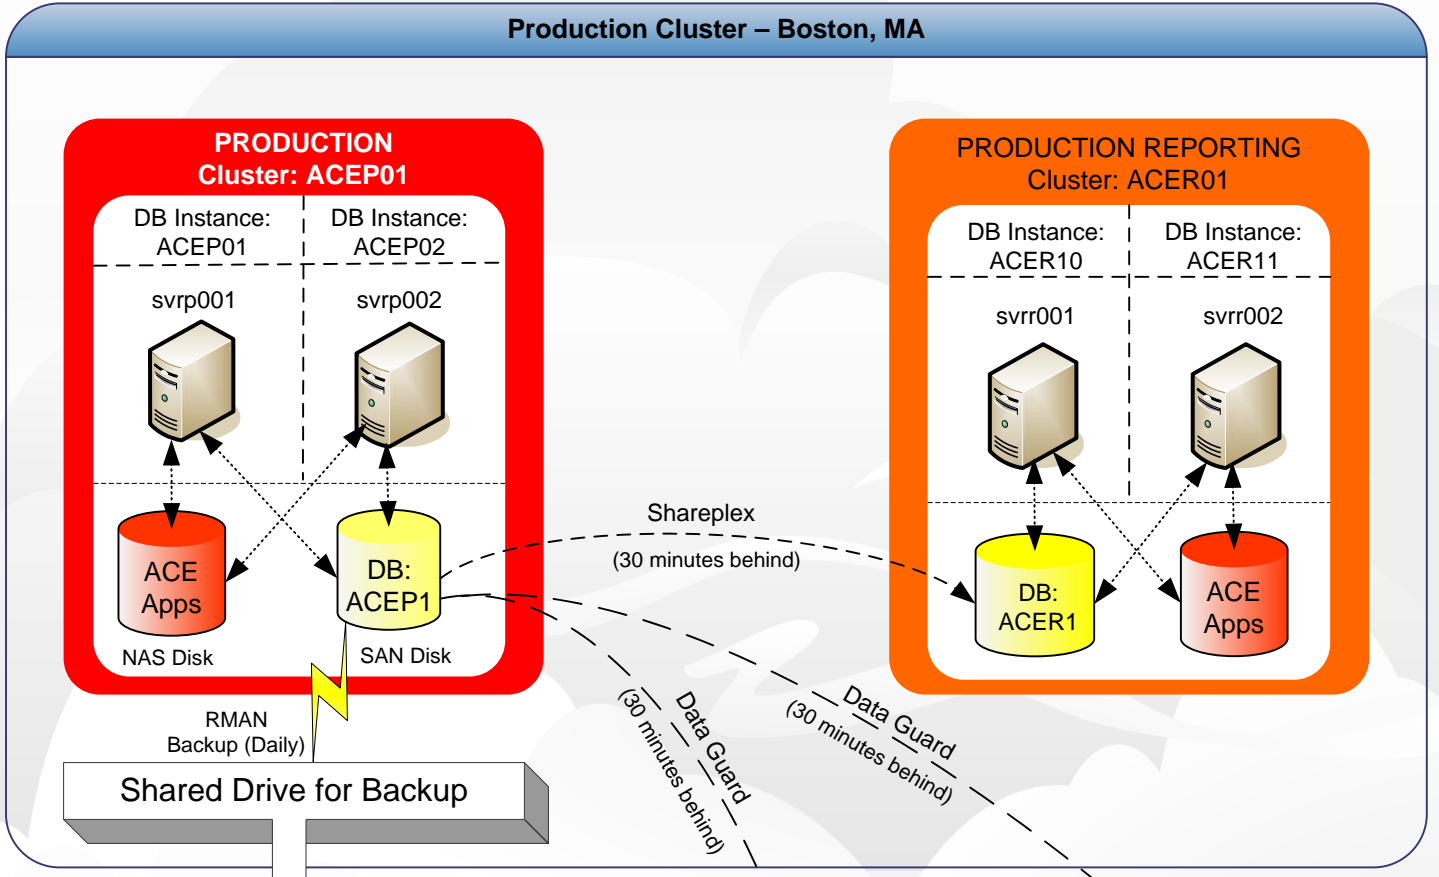 Production Cluster – Boston, MA
PRODUCTION
Cluster: ACEP01
DB Instance:
ACEP01
DB Instance:
ACEP02
svrp001
svrp002
ACE
Apps
DB:
ACEP1
NAS Disk
SAN Disk
PRODUCTION REPORTING
Cluster: ACER01
DB Instance:
ACER10
DB Instance:
ACER11
svrr001
svrr002
DB:
ACER1
ACE
Apps
Shareplex
(30 minutes behind)
Data Guard
(30 minutes behind)
Data Guard
(30 minutes behind)
RMAN
Backup (Daily)
Shared Drive for Backup